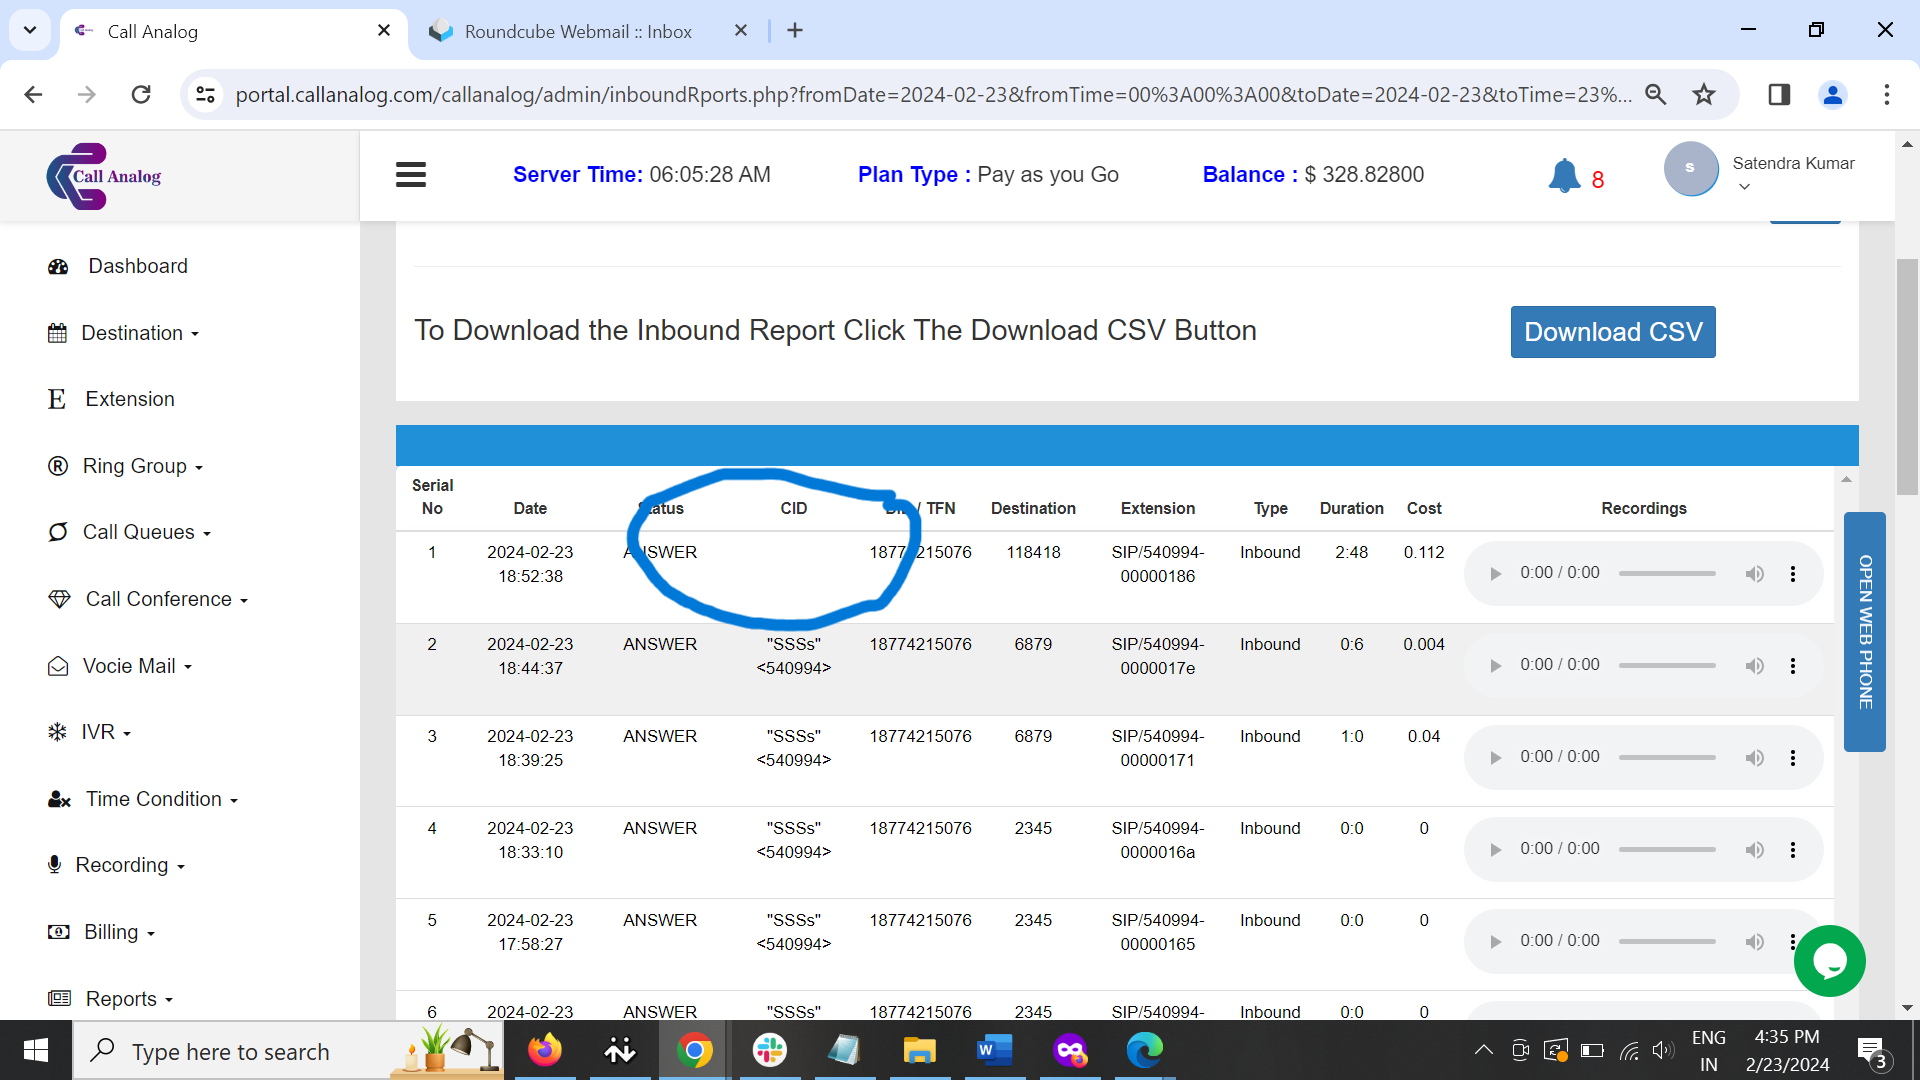 Call Analog
Roundcube Webmail :: Inbox
portal.callanalog.com/callanalog/admin/inboundRports.php?fromDate=2024-02-23&fromTime=00%3A00%3A00&toDate=2024-02-23&toTime=23%...
Call Analog
Server Time: 06:05:28 AM
Plan Type : Pay as you Go
Balance : $ 328.82800
8
s
Satendra Kumar
Dashboard
Destination
Extension
Ring Group
Call Queues
Call Conference
Vocie Mail
IVR
Time Condition
Recording
Billing
Reports
To Download the Inbound Report Click The Download CSV Button
Download CSV
Serial No Date Status CID / TFN Destination Extension Type Duration Cost Recordings
1 2024-02-23 18:52:38 ANSWER 18774215076 118418 SIP/540994-00000186 Inbound 2:48 0.112 0:00 / 0:00
2 2024-02-23 18:44:37 ANSWER "SSSs" <540994> 18774215076 6879 SIP/540994-0000017e Inbound 0:6 0.004 0:00 / 0:00
3 2024-02-23 18:39:25 ANSWER "SSSs" <540994> 18774215076 6879 SIP/540994-00000171 Inbound 1:0 0.04 0:00 / 0:00
4 2024-02-23 18:33:10 ANSWER "SSSs" <540994> 18774215076 2345 SIP/540994-0000016a Inbound 0:0 0 0:00 / 0:00
5 2024-02-23 17:58:27 ANSWER "SSSs" <540994> 18774215076 2345 SIP/540994-00000165 Inbound 0:0 0 0:00 / 0:00
6 2024-02-23 ANSWER "SSSs" 18774215076 2345 SIP/540994- Inbound 0:0 0
OPEN WEB PHONE
Type here to search
ENG
IN
4:35 PM
2/23/2024
3